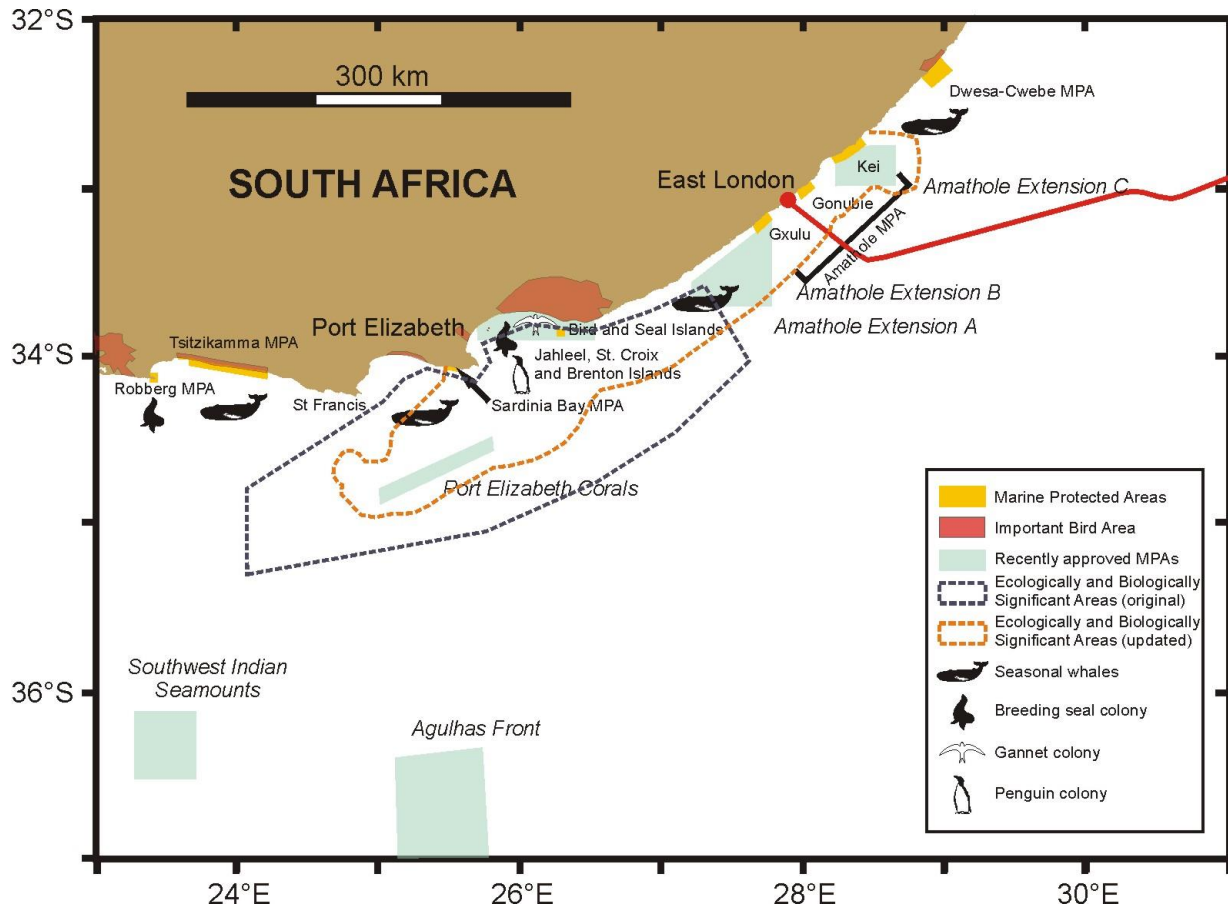 32°S
300 km
Dwesa-Cwebe MPA
SOUTH AFRICA
East London
Kei
Amathole Extension C
Gonubie
Gxulu
Amathole MPA
Amathole Extension B
Port Elizabeth
Bird and Seal Islands
Amathole Extension A
34°S
Tsitzikamma MPA
Jahleel, St. Croix
and Brenton Islands
Robberg MPA
St Francis
Sardinia Bay MPA
Port Elizabeth Corals
Marine Protected Areas
Important Bird Area
Recently approved MPAs
Ecologically and Biologically
Significant Areas (original)
Ecologically and Biologically
Significant Areas (updated)
Seasonal whales
Breeding seal colony
Gannet colony
Penguin colony
Southwest Indian
Seamounts
36°S
Agulhas Front
24°E
26°E
28°E
30°E